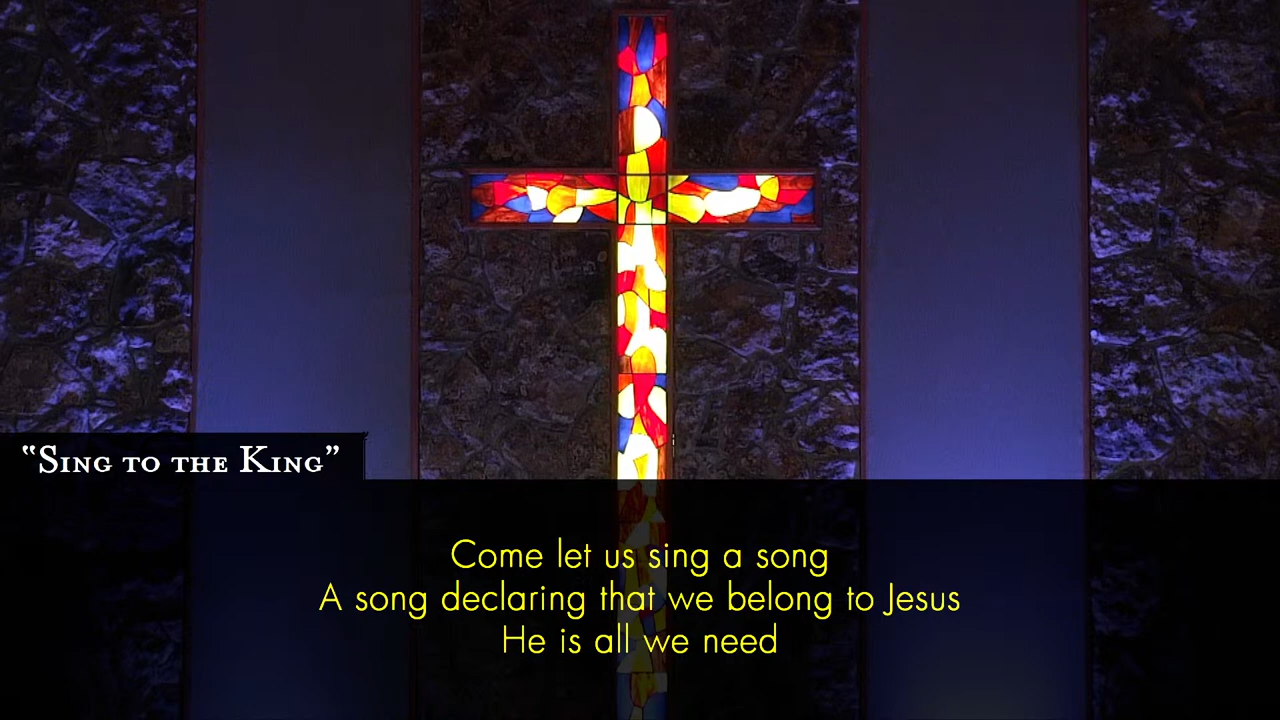 “Sing to the King”
Come let us sing a song
A song declaring that we belong to Jesus
He is all we need